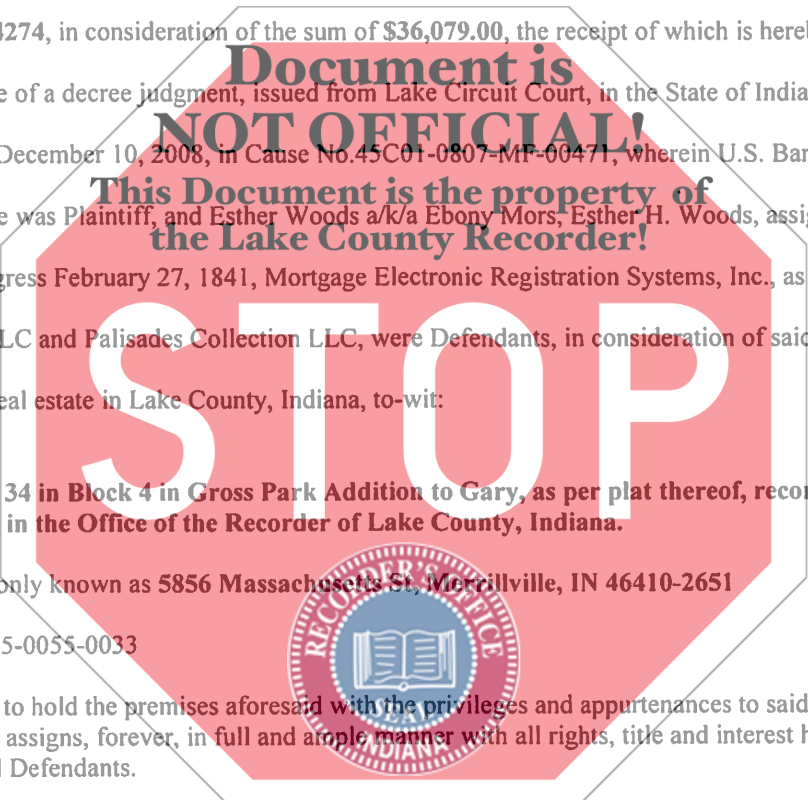 4274, in consideration of the sum of $36,079.00, the receipt of which is hereb
Document is
e of a decree judgment, issued from Lake Circuit Court, in the State of India
NOT OFFICIAL!
December 10, 2008, in Cause No.45C01-0807-MF-00471, wherein U.S. Ban
This Document is the property of
e was Plaintiff, and Esther Woods a/k/a Ebony Mors, Esther H. Woods, assi
the Lake County Recorder!
gress February 27, 1841, Mortgage Electronic Registration Systems, Inc., as
LC and Palisades Collection LLC, were Defendants, in consideration of said
STOP
eal estate in Lake County, Indiana, to-wit:
34 in Block 4 in Gross Park Addition to Gary, as per plat thereof, recor
in the Office of the Recorder of Lake County, Indiana.
only known as 5856 Massachusetts St, Merrillville, IN 46410-2651
RECORDER'S OFFICE
5-0055-0033
to hold the premises aforesaid with the privileges and appurtenances to said
SEAL
assigns, forever, in full and ample manner with all rights, title and interest h
INDIANA
Defendants.